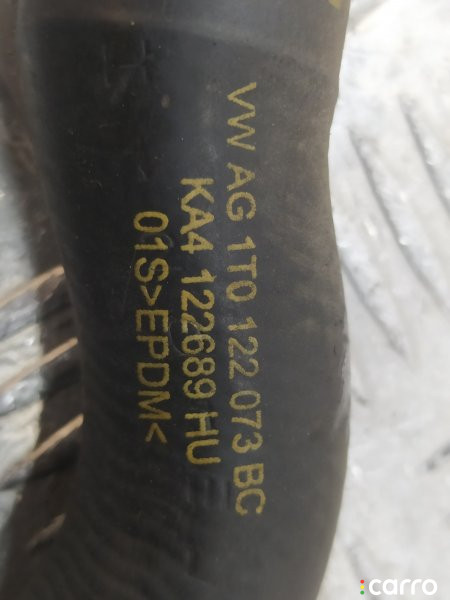 VW AG 1T0 122 073 BC
KA4 122689 HU
01S>EPDM<
carro